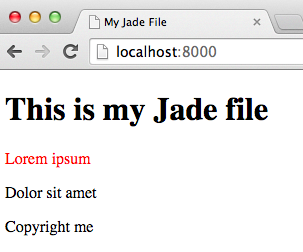 My Jade File
localhost:8000
This is my Jade file
Lorem ipsum
Dolor sit amet
Copyright me